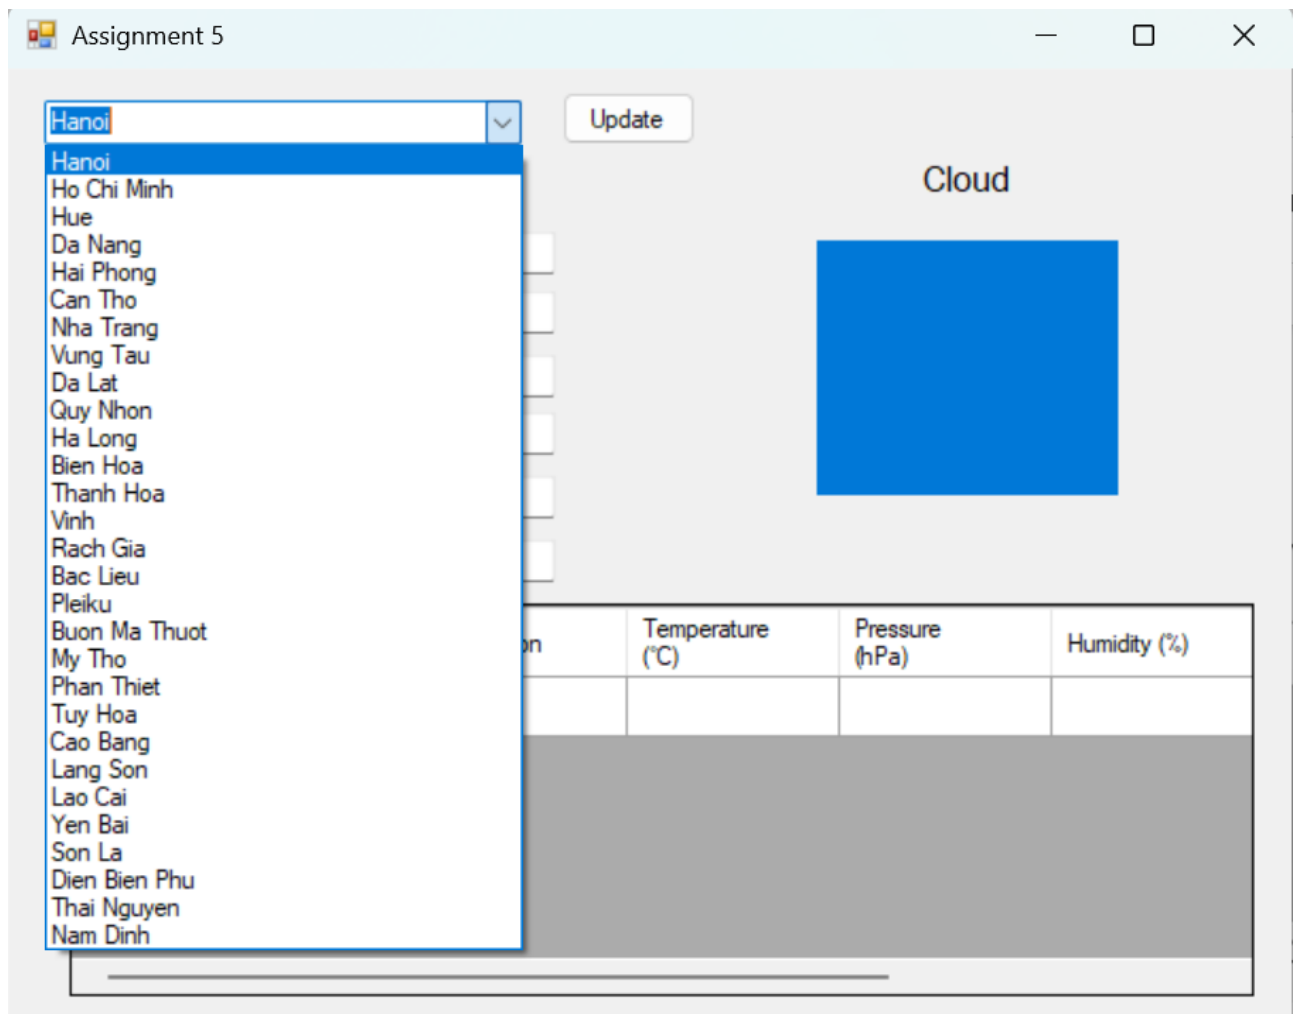 Assignment 5
Hanoi
Update
Hanoi
Ho Chi Minh
Hue
Da Nang
Hai Phong
Can Tho
Nha Trang
Vung Tau
Da Lat
Quy Nhon
Ha Long
Bien Hoa
Thanh Hoa
Vinh
Rach Gia
Bac Lieu
Pleiku
Buon Ma Thuot
My Tho
Phan Thiet
Tuy Hoa
Cao Bang
Lang Son
Lao Cai
Yen Bai
Son La
Dien Bien Phu
Thai Nguyen
Nam Dinh
Cloud
Temperature
(°C)
Pressure
(hPa)
Humidity (%)